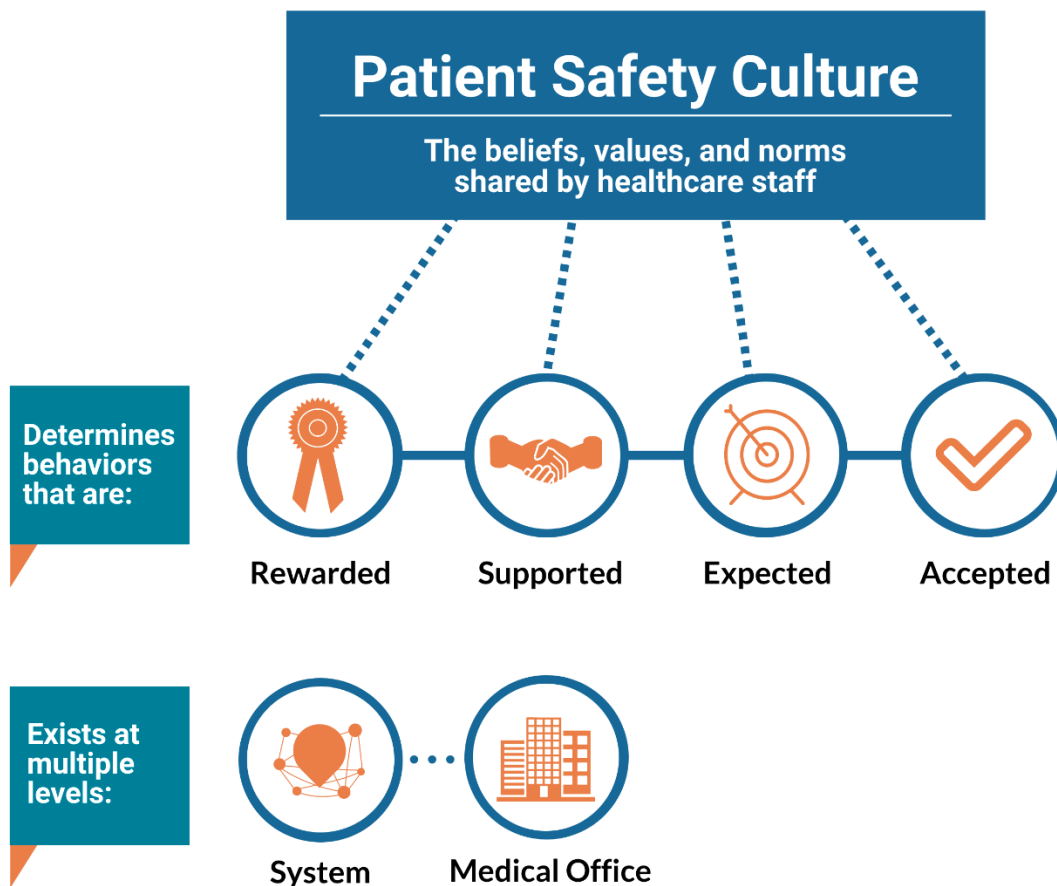 Patient Safety Culture
The beliefs, values, and norms
shared by healthcare staff
Determines
behaviors
that are:
Rewarded
Supported
Expected
Accepted
Exists at
multiple
levels:
System
Medical Office